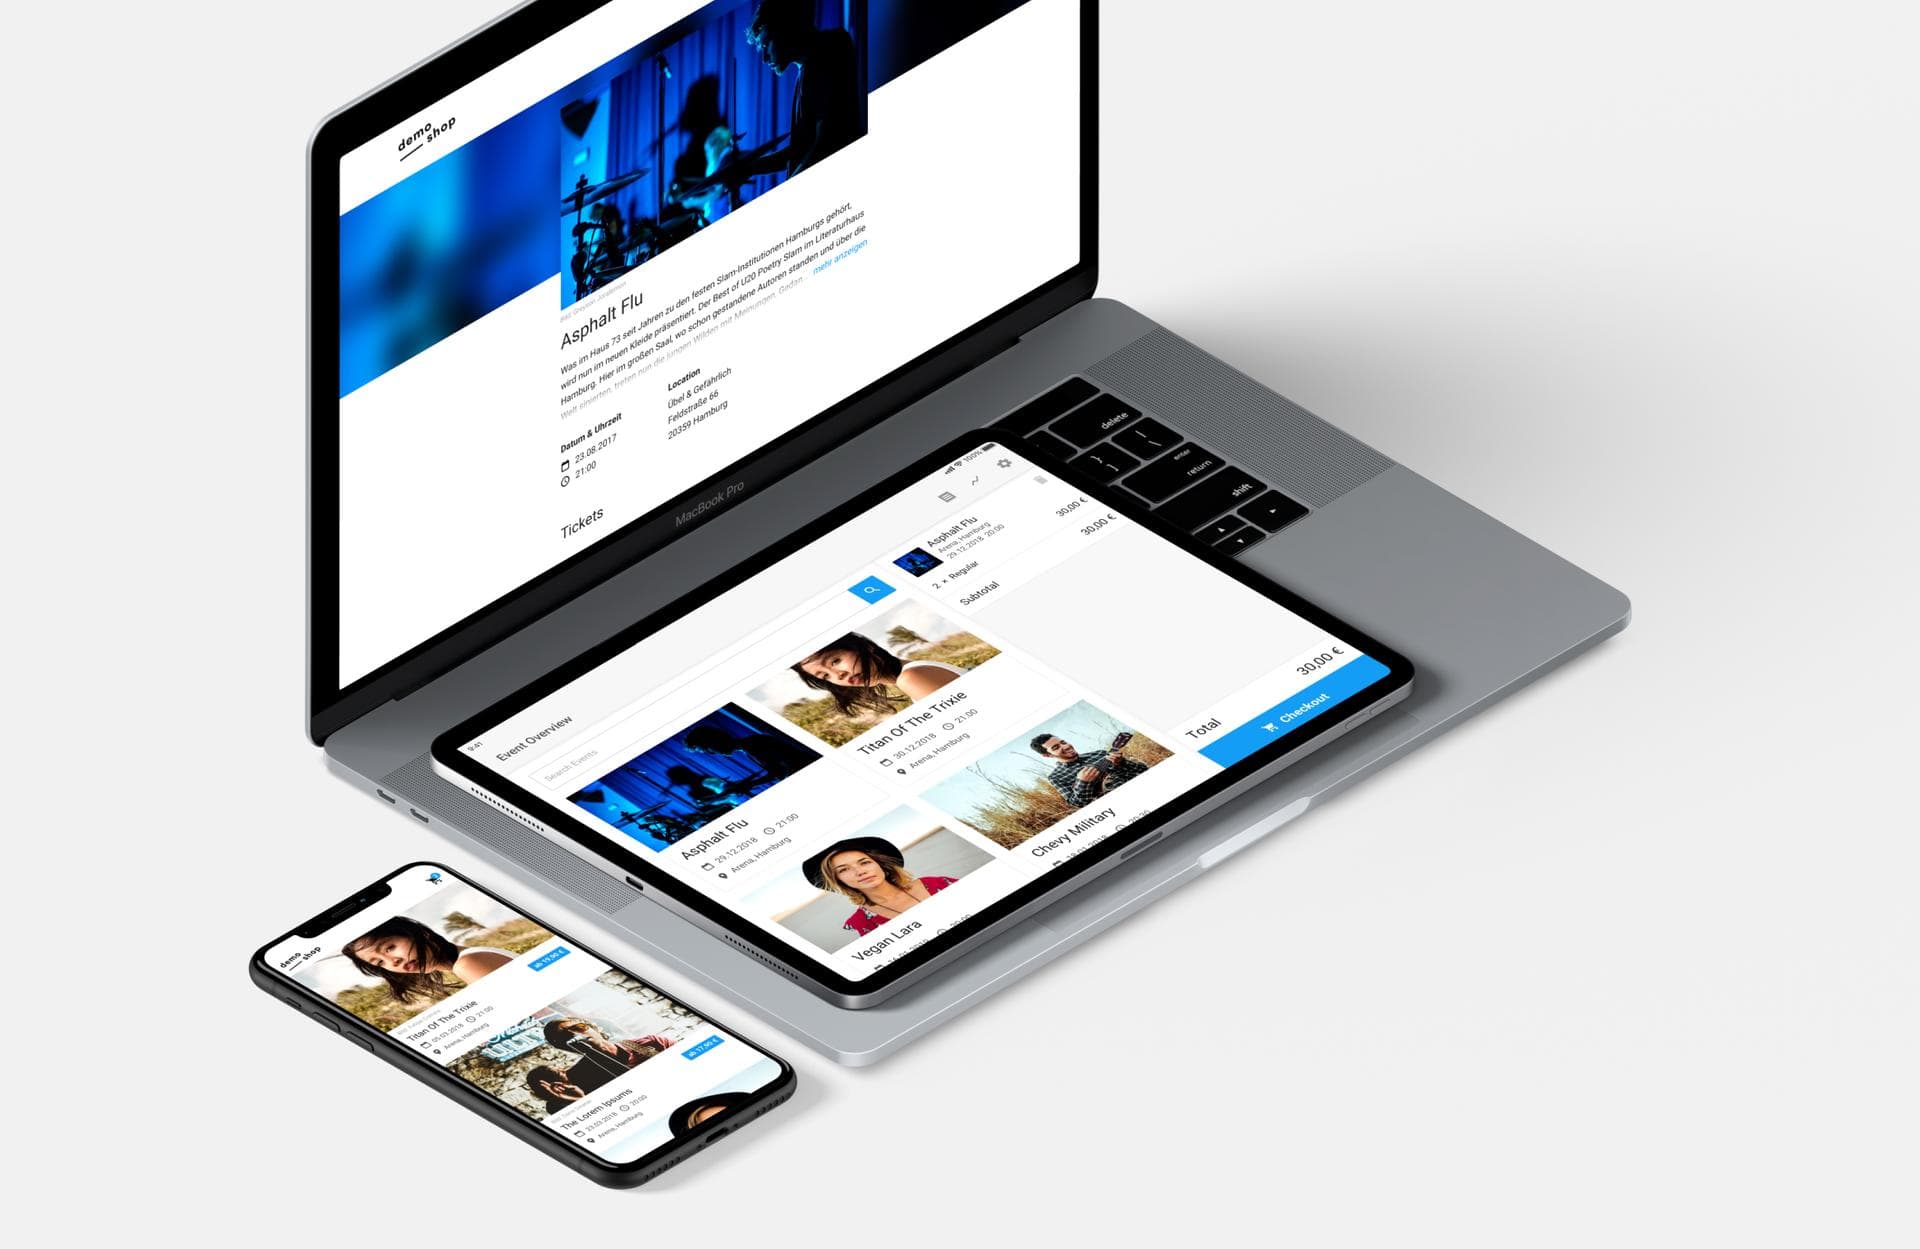 demo
shop
Bild: Greyson Joralemon
Asphalt Flu
Was im Haus 73 seit Jahren zu den festen Slam-Institutionen Hamburgs gehört,
wird nun im neuen Kleide präsentiert. Der Best of U20 Poetry Slam im Literaturhaus
Hamburg. Hier im großen Saal, wo schon gestandene Autoren standen und über die
Welt sinierten, treten nun die jungen Wilden mit Meinungen, Gedan... mehr anzeigen
Datum & Uhrzeit
23.08.2017
21:00
Location
Übel & Gefährlich
Feldstraße 66
20359 Hamburg
Tickets
MacBook Pro
delete
enter
return
shift
9:41
100%
Event Overview
Search Events
Asphalt Flu
29.12.2018 21:00
Arena, Hamburg
Titan Of The Trixie
30.12.2018 21:00
Arena, Hamburg
Vegan Lara
Chevy Military
Asphalt Flu
Arena, Hamburg
29.12.2018 20:00
2 × Regular 30,00 €
Subtotal 30,00 €
Total 30,00 €
Checkout
demo
shop
ab 19,90 €
Titan Of The Trixie
05.03.2018 21:00
Arena, Hamburg
ab 17,90 €
The Lorem Ipsums
23.03.2018 20:00
Arena, Hamburg